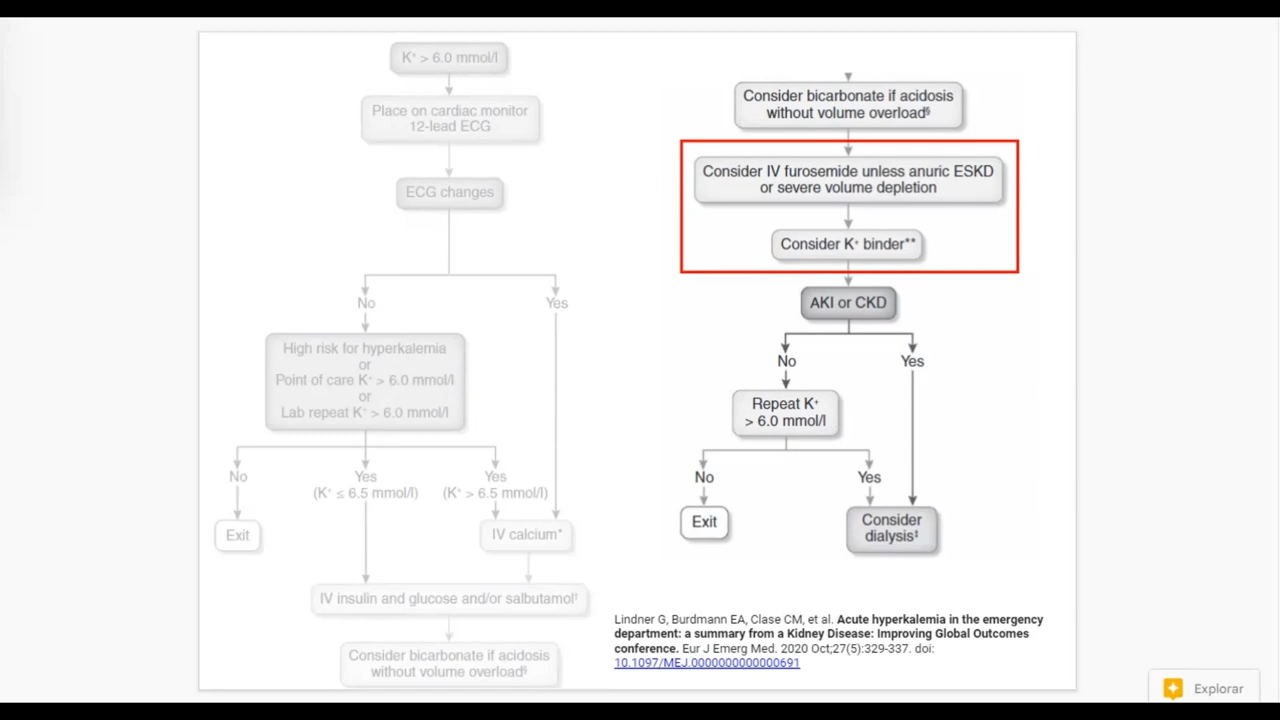 K⁺ > 6.0 mmol/l
Place on cardiac monitor
12-lead ECG
ECG changes
No
Yes
High risk for hyperkalemia
or
Point of care K⁺ > 6.0 mmol/l
or
Lab repeat K⁺ > 6.0 mmol/l
No
Yes
(K⁺ ≤ 6.5 mmol/l)
Yes
(K⁺ > 6.5 mmol/l)
Exit
IV calcium*
IV insulin and glucose and/or salbutamol†
Consider bicarbonate if acidosis
without volume overload§
Consider bicarbonate if acidosis
without volume overload§
Consider IV furosemide unless anuric ESKD
or severe volume depletion
Consider K⁺ binder**
AKI or CKD
No
Yes
Repeat K⁺
> 6.0 mmol/l
No
Yes
Exit
Consider
dialysis‡
Lindner G, Burdmann EA, Clase CM, et al. Acute hyperkalemia in the emergency
department: a summary from a Kidney Disease: Improving Global Outcomes
conference. Eur J Emerg Med. 2020 Oct;27(5):329-337. doi:
10.1097/MEJ.0000000000000691
Explorar